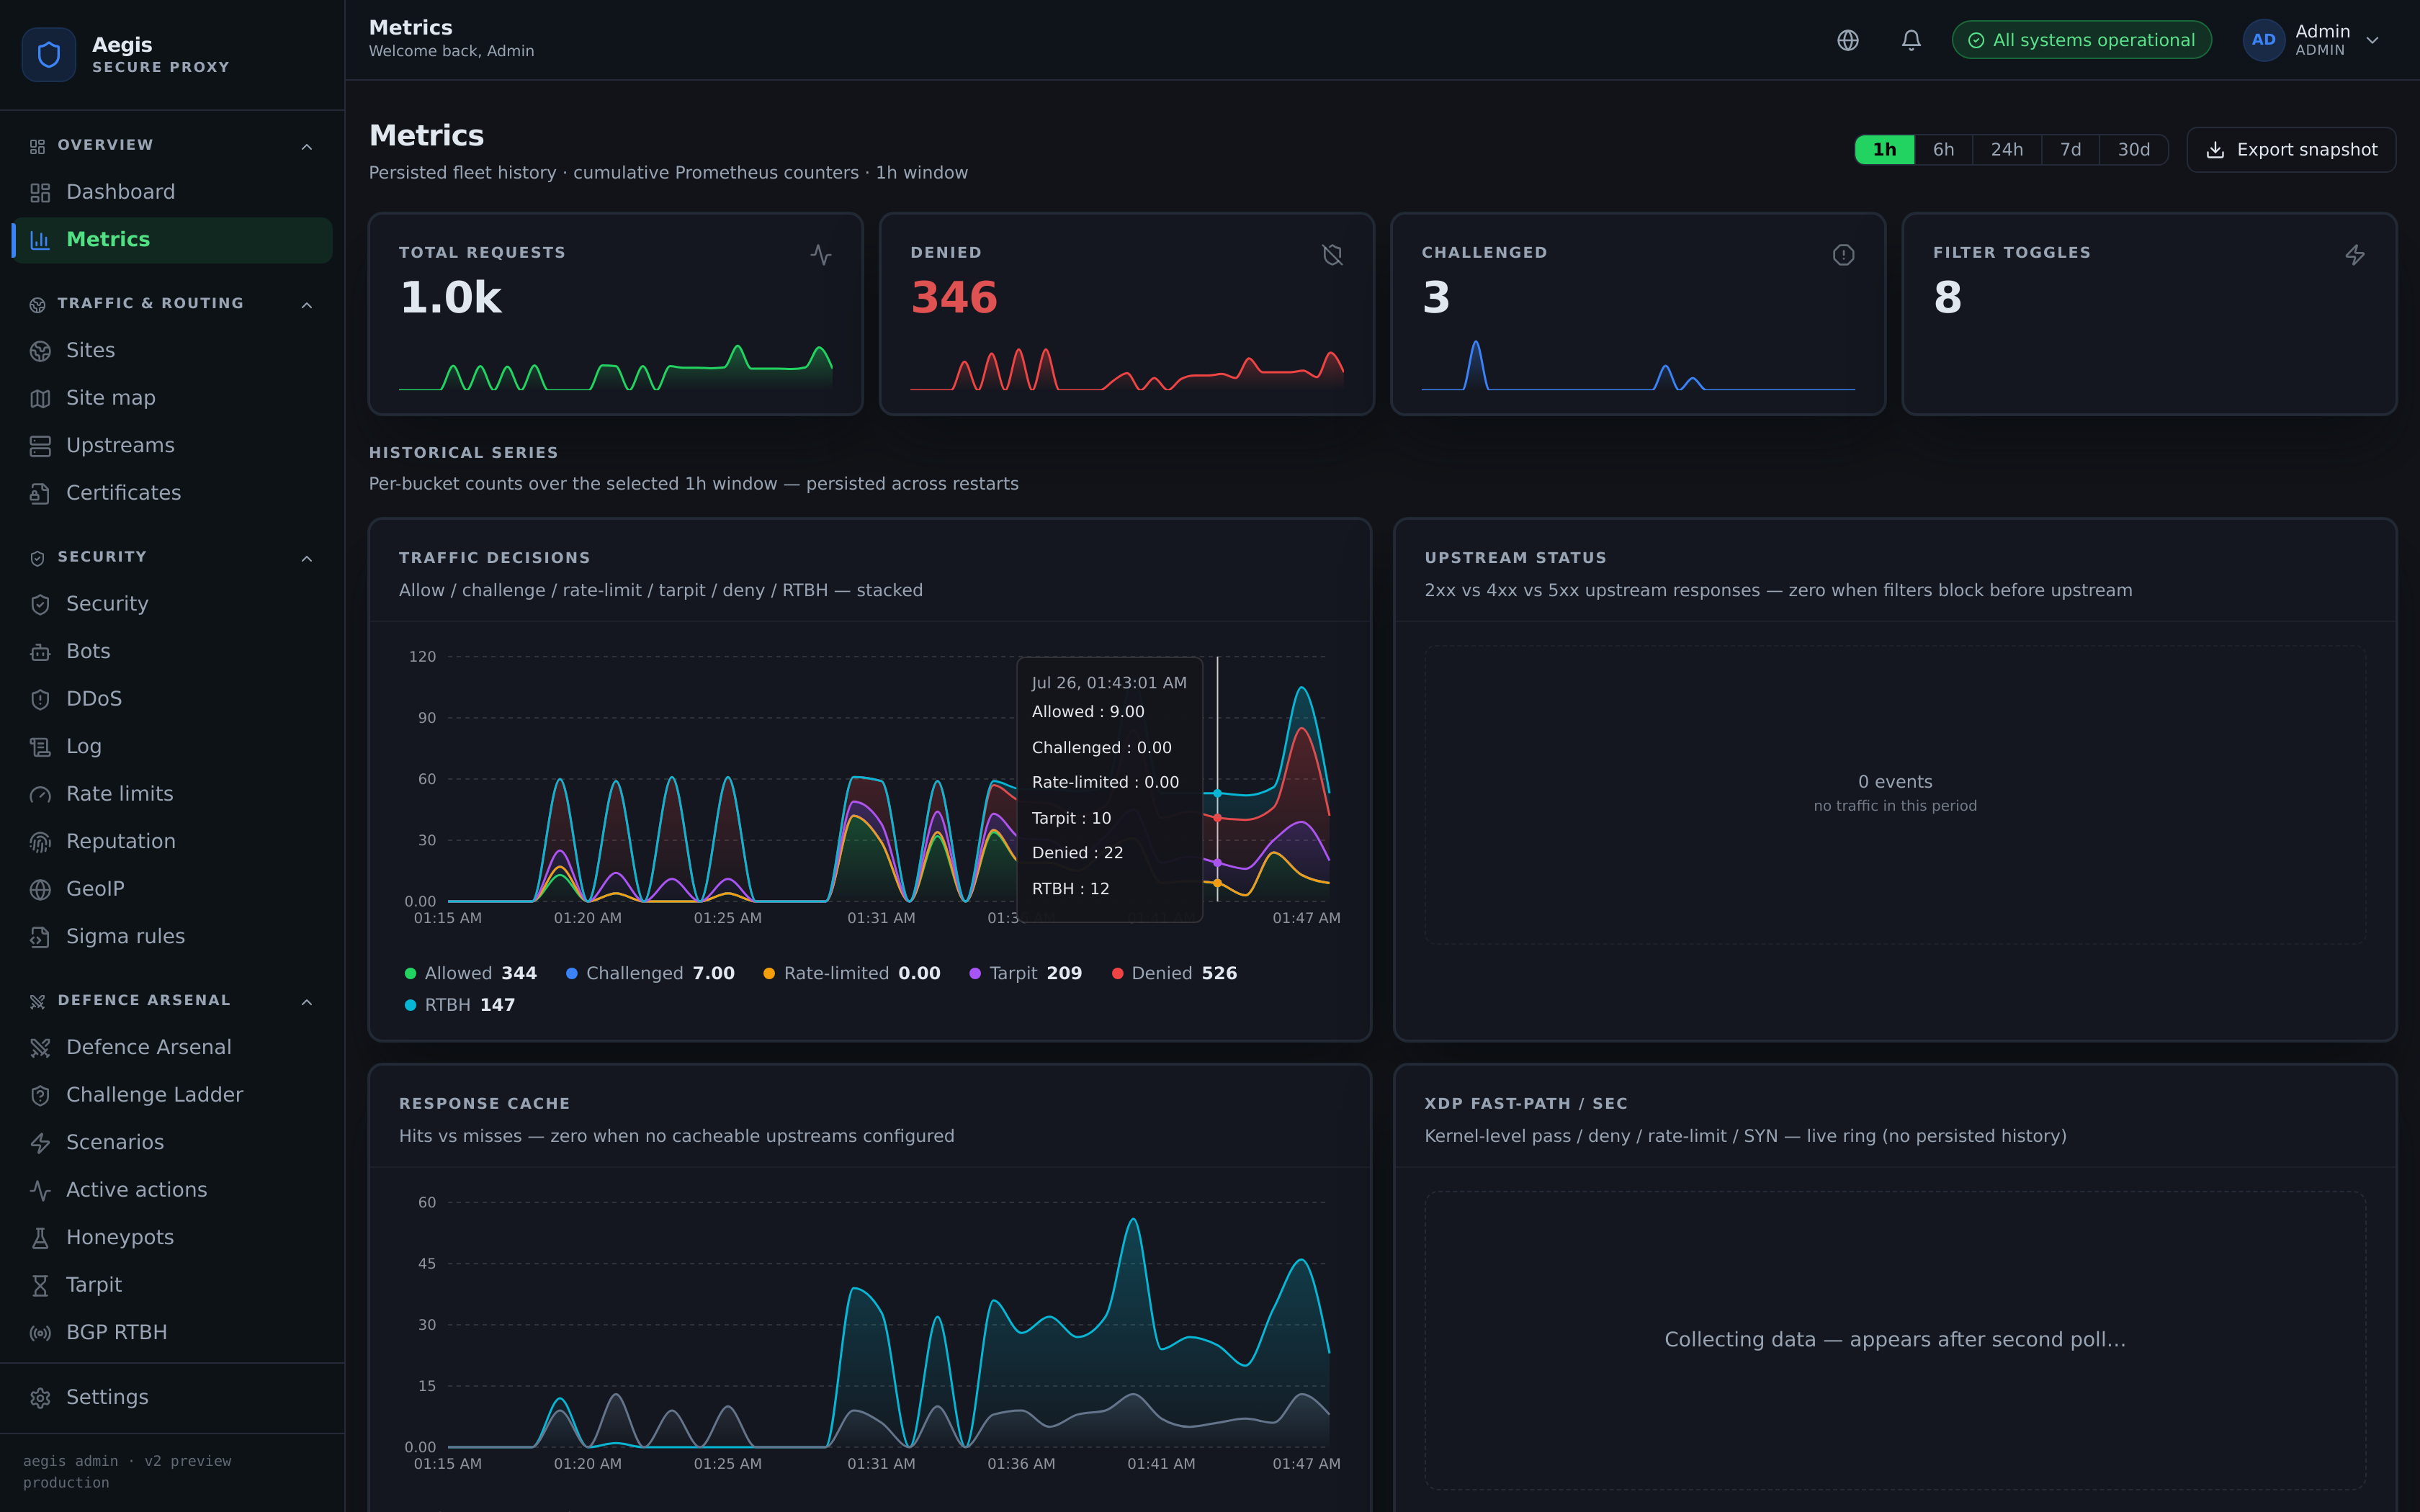 Aegis
SECURE PROXY
OVERVIEW
Dashboard
Metrics
TRAFFIC & ROUTING
Sites
Site map
Upstreams
Certificates
SECURITY
Security
Bots
DDoS
Log
Rate limits
Reputation
GeoIP
Sigma rules
DEFENCE ARSENAL
Defence Arsenal
Challenge Ladder
Scenarios
Active actions
Honeypots
Tarpit
BGP RTBH
Settings
aegis admin · v2 preview
production
Metrics
Welcome back, Admin
All systems operational
AD
Admin
ADMIN
Metrics
Persisted fleet history · cumulative Prometheus counters · 1h window
1h 6h 24h 7d 30d
Export snapshot
TOTAL REQUESTS
1.0k
DENIED
346
CHALLENGED
3
FILTER TOGGLES
8
HISTORICAL SERIES
Per-bucket counts over the selected 1h window — persisted across restarts
TRAFFIC DECISIONS
Allow / challenge / rate-limit / tarpit / deny / RTBH — stacked
120
90
60
30
0.00
01:15 AM 01:20 AM 01:25 AM 01:31 AM 01:47 AM
Jul 26, 01:43:01 AM
Allowed : 9.00
Challenged : 0.00
Rate-limited : 0.00
Tarpit : 10
Denied : 22
RTBH : 12
Allowed 344 Challenged 7.00 Rate-limited 0.00 Tarpit 209 Denied 526
RTBH 147
UPSTREAM STATUS
2xx vs 4xx vs 5xx upstream responses — zero when filters block before upstream
0 events
no traffic in this period
RESPONSE CACHE
Hits vs misses — zero when no cacheable upstreams configured
60
45
30
15
0.00
01:15 AM 01:20 AM 01:25 AM 01:31 AM 01:36 AM 01:41 AM 01:47 AM
XDP FAST-PATH / SEC
Kernel-level pass / deny / rate-limit / SYN — live ring (no persisted history)
Collecting data — appears after second poll…